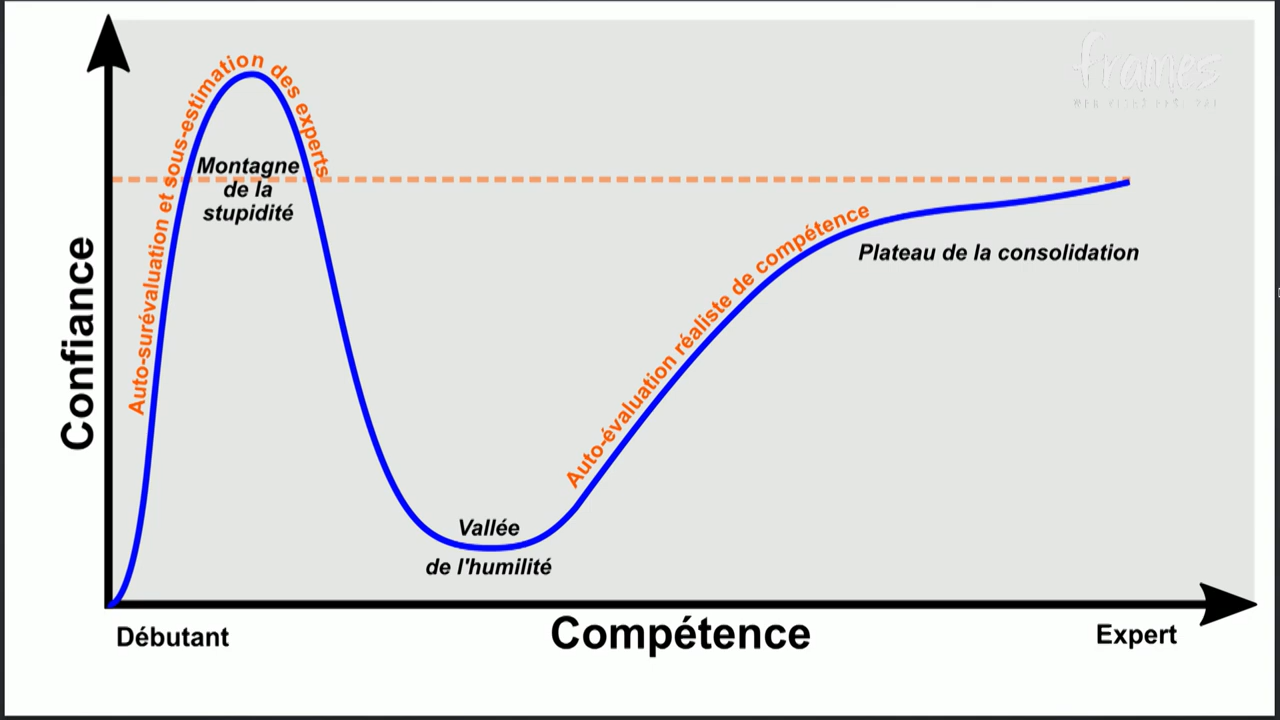 frames
Auto-surévaluation et sous-estimation des experts
Montagne
de la
stupidité
Confiance
Auto-évaluation réaliste de compétence
Plateau de la consolidation
Vallée
de l'humilité
Débutant
Compétence
Expert